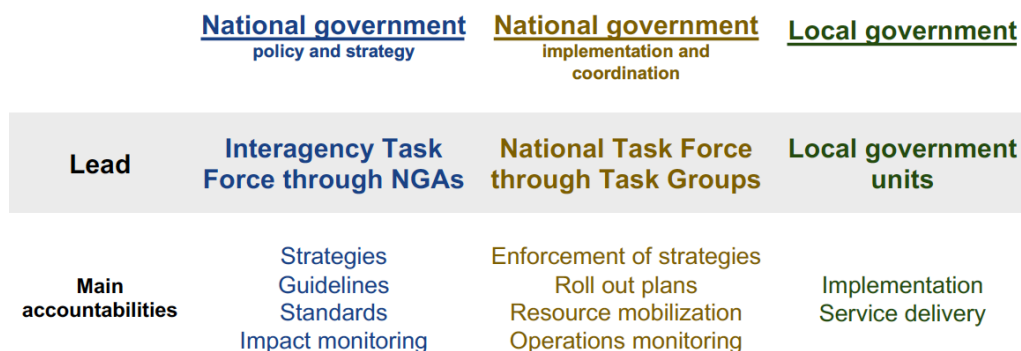 National government
policy and strategy
National government
implementation and
coordination
Local government
Lead
Interagency Task
Force through NGAs
National Task Force
through Task Groups
Local government
units
Main
accountabilities
Strategies
Guidelines
Standards
Impact monitoring
Enforcement of strategies
Roll out plans
Resource mobilization
Operations monitoring
Implementation
Service delivery